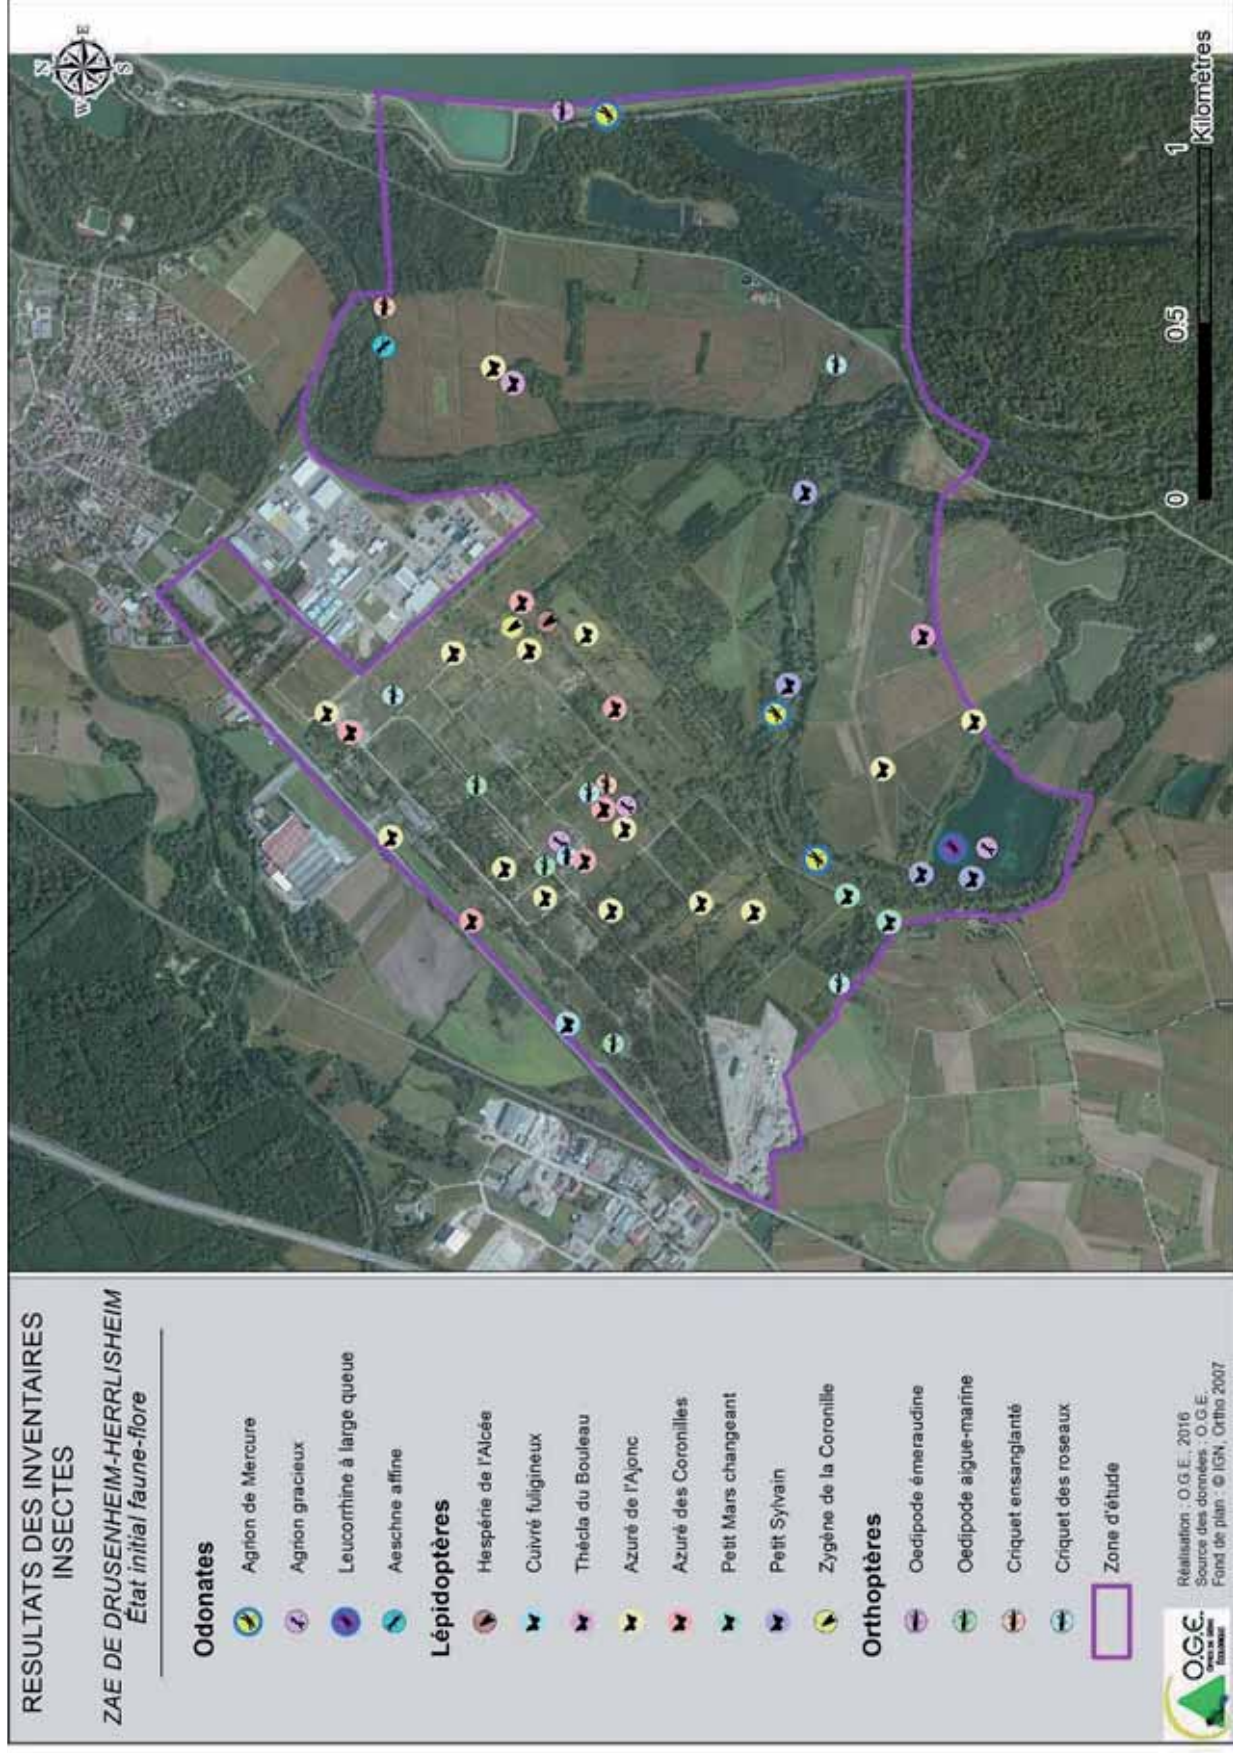 RESULTATS DES INVENTAIRES
INSECTES
ZAE DE DRUSENHEIM-HERRLISHEIM
État initial faune-flore
Odonates
Agrion de Mercure
Agrion gracieux
Leucorrhine à large queue
Aeschne affine
Lépidoptères
Hespérie de l'Alcée
Cuivré fuligineux
Thécla du Bouleau
Azuré de l'Ajonc
Azuré des Coronilles
Petit Mars changeant
Petit Sylvain
Zygène de la Coronille
Orthoptères
Oedipode émeraudine
Oedipode aigue-marine
Criquet ensanglanté
Criquet des roseaux
Zone d'étude
O.G.E.
Réalisation : O.G.E., 2016
Source des données : O.G.E.
Fond de plan : © IGN, Ortho 2007
N
E
S
W
0
0.5
1
Kilomètres